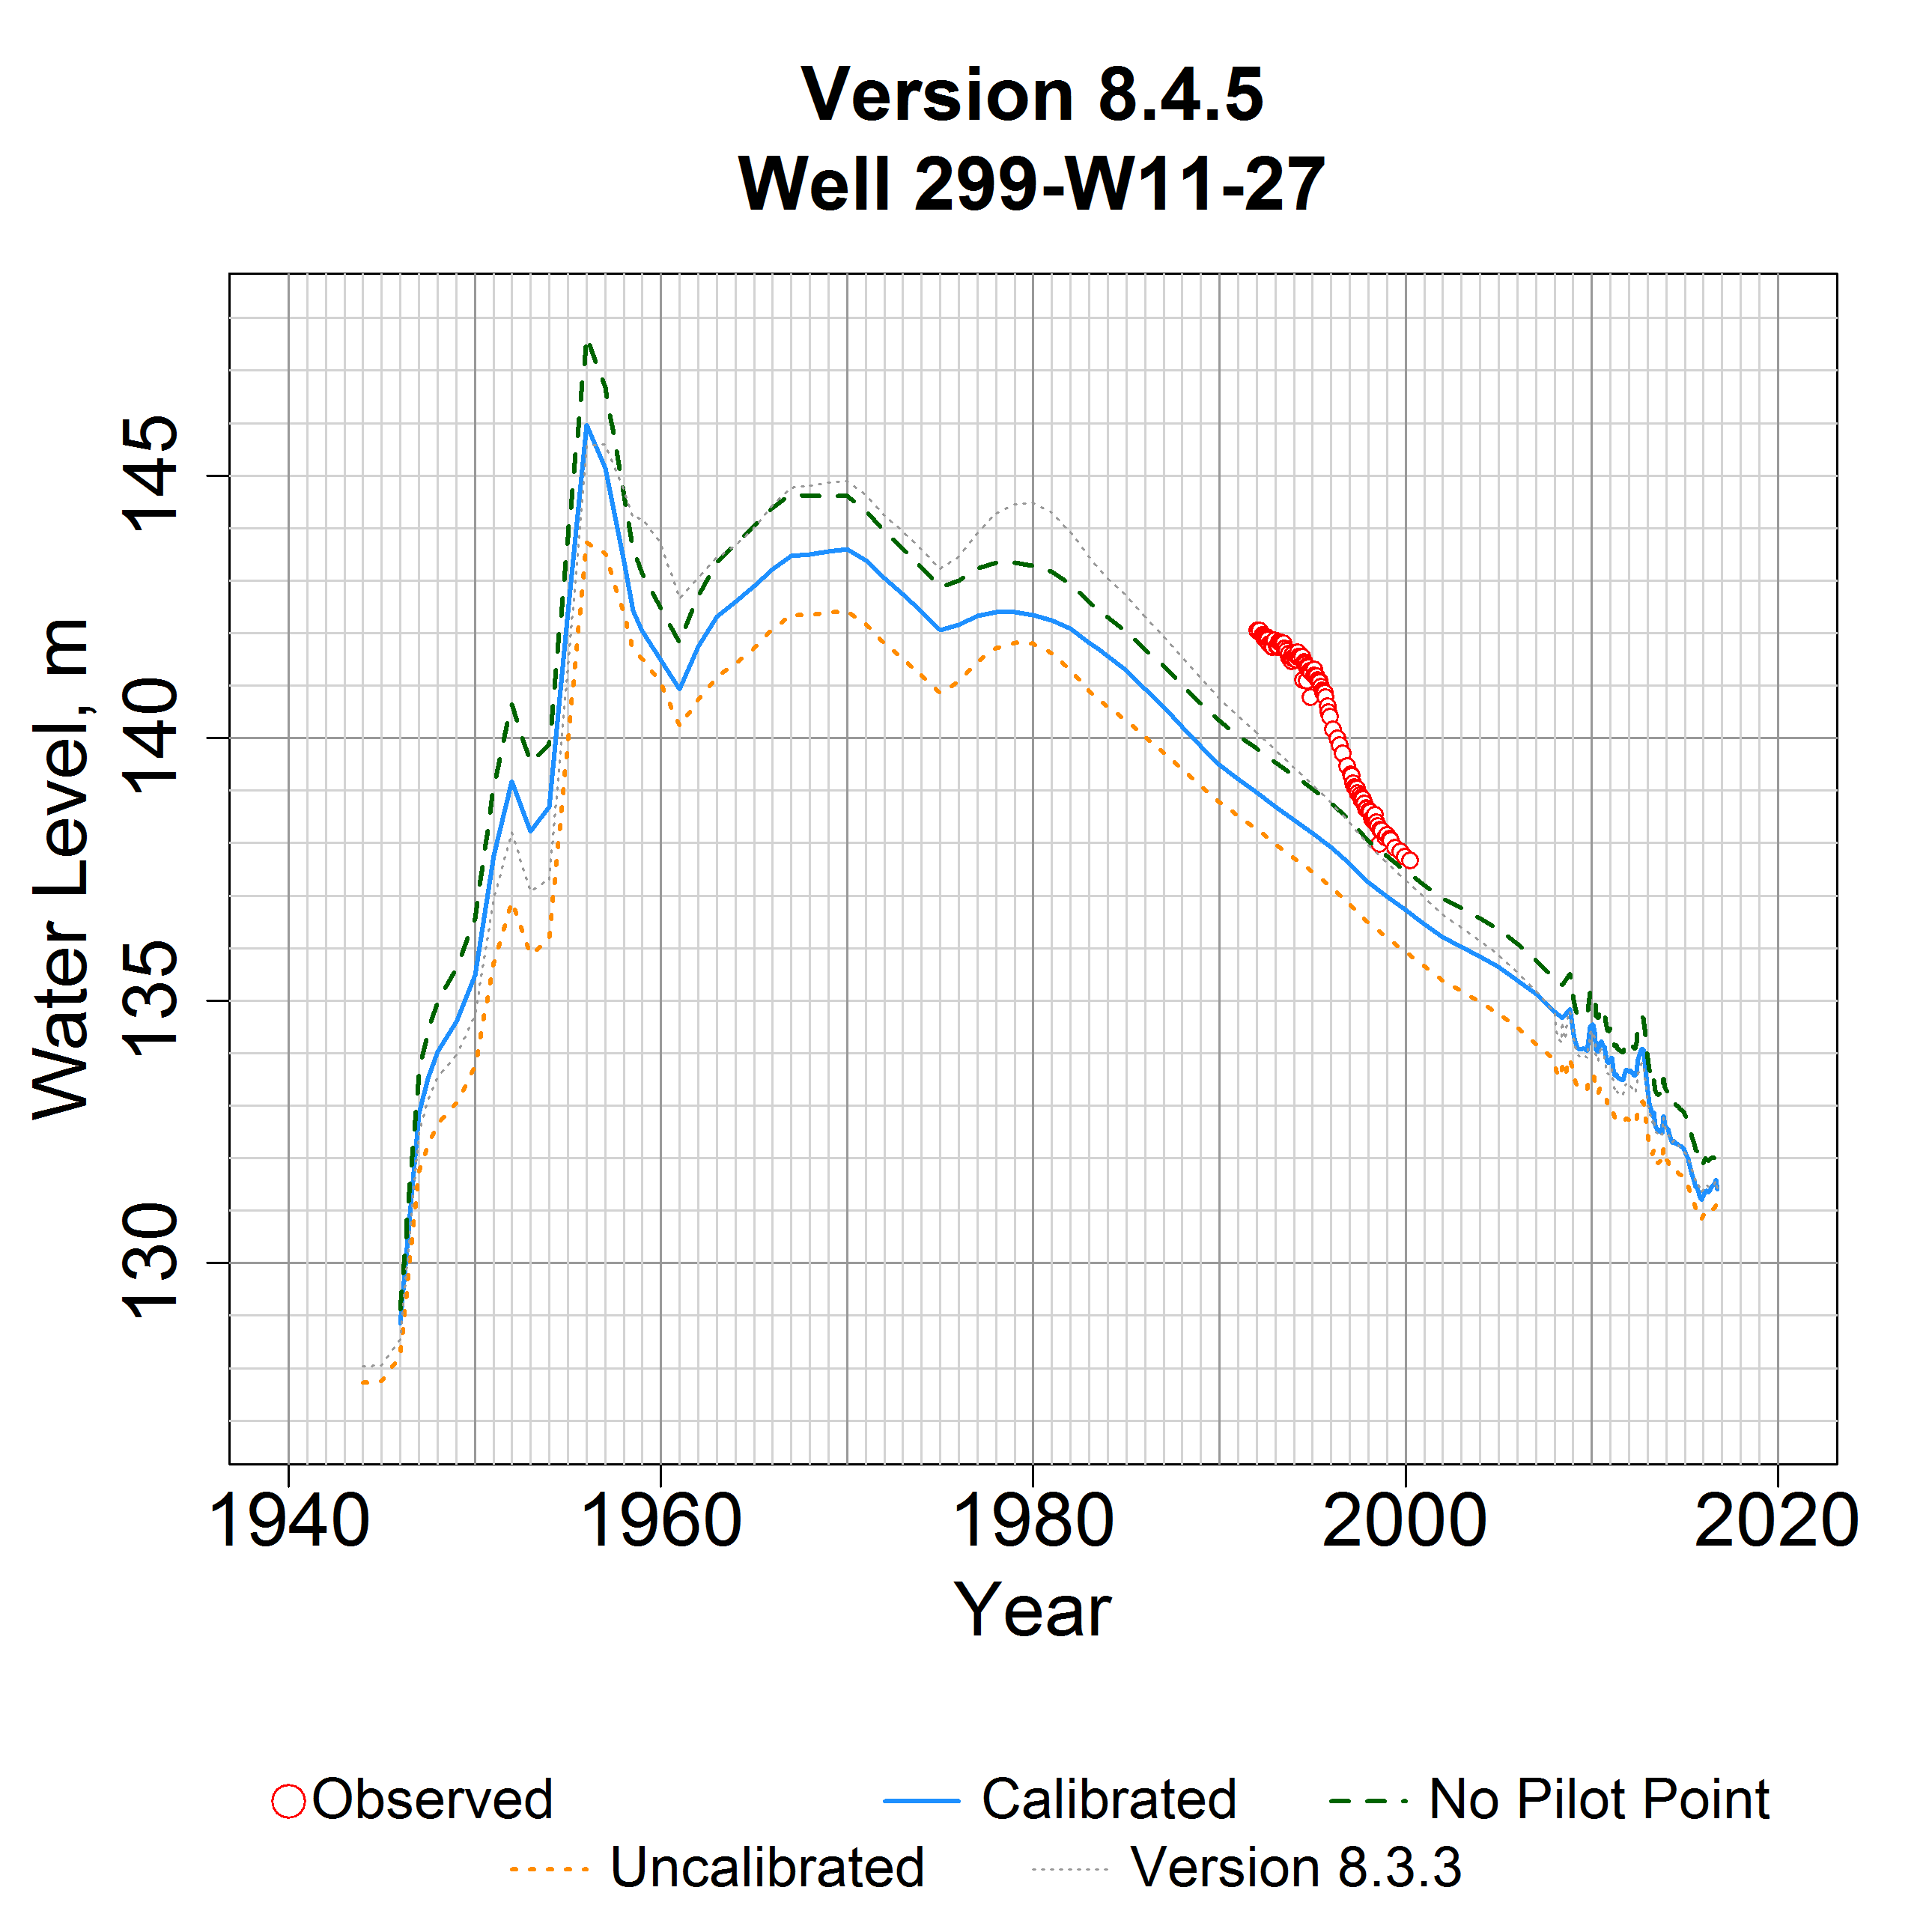 Version 8.4.5
Well 299-W11-27
Water Level, m
145
140
135
130
1940 1960 1980 2000 2020
Year
Observed Calibrated No Pilot Point
Uncalibrated Version 8.3.3